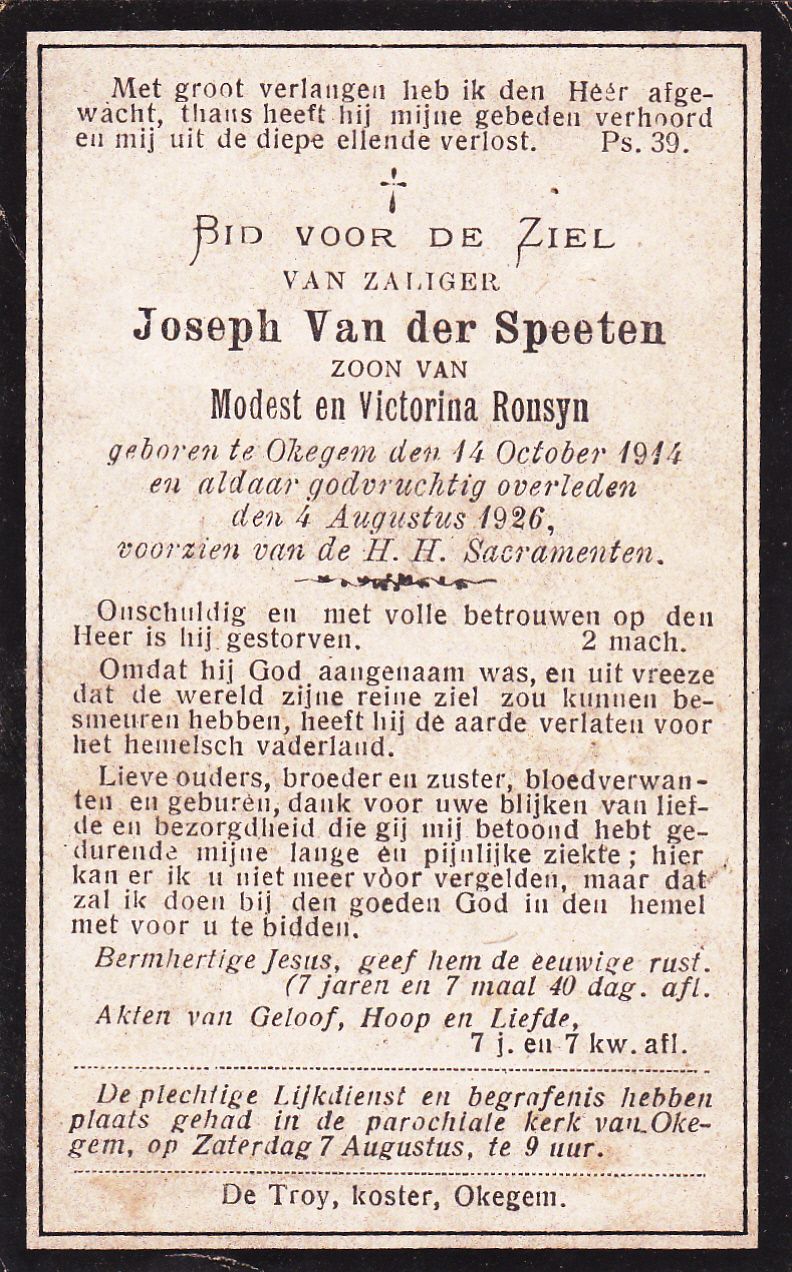 Met groot verlangen heb ik den Heer afge-
wacht, thans heeft hij mijne gebeden verhoord
en mij uit de diepe ellende verlost. Ps. 39.
BID VOOR DE ZIEL
VAN ZALIGER
Joseph Van der Speeten
ZOON VAN
Modest en Victorina Ronsyn
geboren te Okegem den 14 October 1914
en aldaar godvruchtig overleden
den 4 Augustus 1926,
voorzien van de H. H. Sacramenten.
Onschuldig en met volle betrouwen op den
Heer is hij gestorven. 2 mach.
Omdat hij God aangenaam was, en uit vreeze
dat de wereld zijne reine ziel zou kunnen be-
smeuren hebben, heeft hij de aarde verlaten voor
het hemelsch vaderland.
Lieve ouders, broeder en zuster, bloedverwan-
ten en geburen, dank voor uwe blijken van lief-
de en bezorgdheid die gij mij betoond hebt ge-
durende mijne lange en pijnlijke ziekte ; hier
kan er ik u niet meer vòor vergelden, maar dat
zal ik doen bij den goeden God in den hemel
met voor u te bidden.
Bermhertige Jesus, geef hem de eeuwige rust.
(7 jaren en 7 maal 40 dag. afl.
Akten van Geloof, Hoop en Liefde,
7 j. en 7 kw. afl.
De plechtige Lijkdienst en begrafenis hebben
plaats gehad in de parochiale kerk van Oke-
gem, op Zaterdag 7 Augustus, te 9 uur.
De Troy, koster, Okegem.